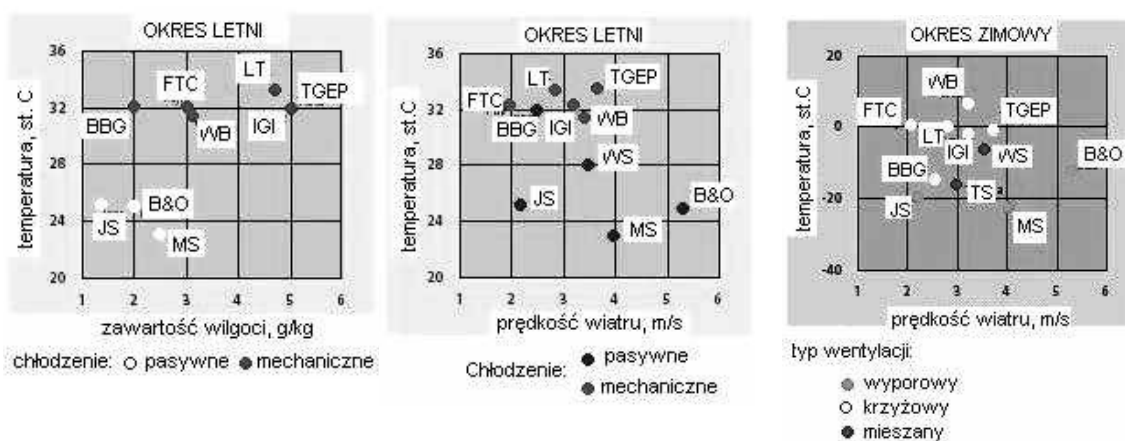 OKRES LETNI
temperatura, st.C
36
32
28
24
20
LT
FTC
TGEP
BBG
WB
IGI
B&O
JS
MS
1 2 3 4 5 6
zawartość wilgoci, g/kg
chłodzenie: pasywne mechaniczne
OKRES LETNI
temperatura, st.C
36
32
28
24
20
LT
TGEP
FTC
BBG
IGI
WB
WS
JS
B&O
MS
1 2 3 4 5 6
prędkość wiatru, m/s
Chłodzenie:
pasywne
mechaniczne
OKRES ZIMOWY
temperatura, st.C
20
0
-20
-40
WB
FTC
TGEP
LT
IGI
WS
B&O
BBG
TS
JS
MS
1 2 3 4 5 6
prędkość wiatru, m/s
typ wentylacji:
wyporowy
krzyżowy
mieszany